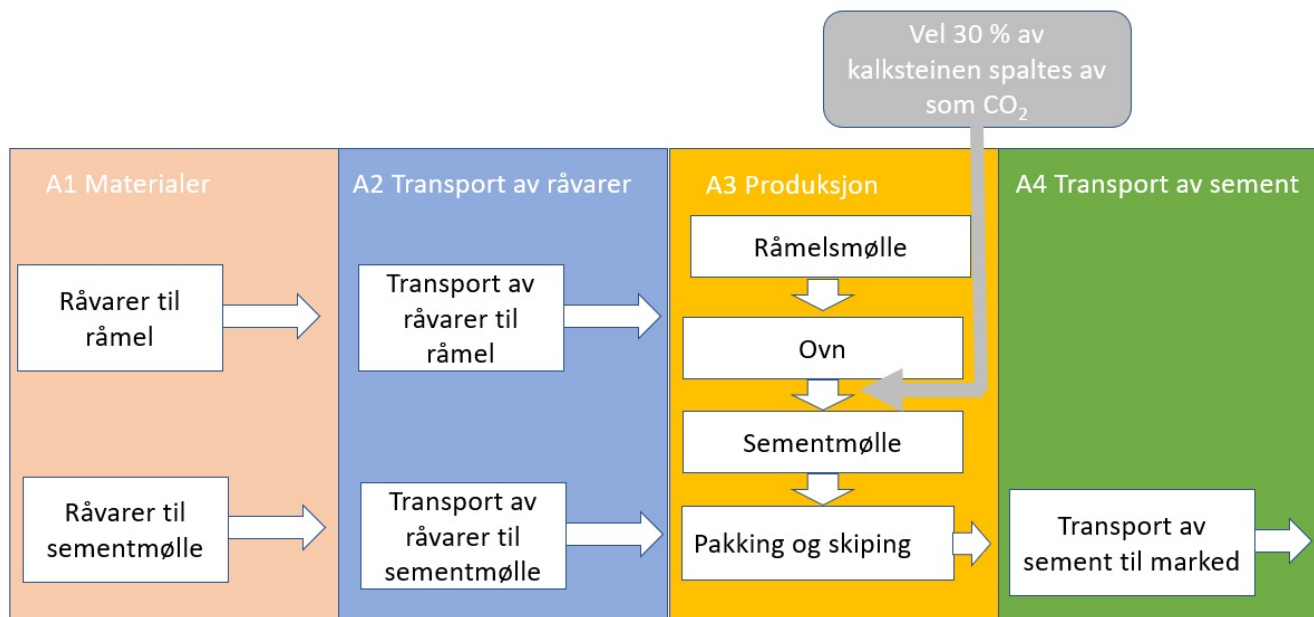 Vel 30 % av
kalksteinen spaltes av
som CO₂
A1 Materialer
Råvarer til
råmel
Råvarer til
sementmølle
A2 Transport av råvarer
Transport av
råvarer til
råmel
Transport av
råvarer til
sementmølle
A3 Produksjon
Råmelsmølle
Ovn
Sementmølle
Pakking og skiping
A4 Transport av sement
Transport av
sement til marked